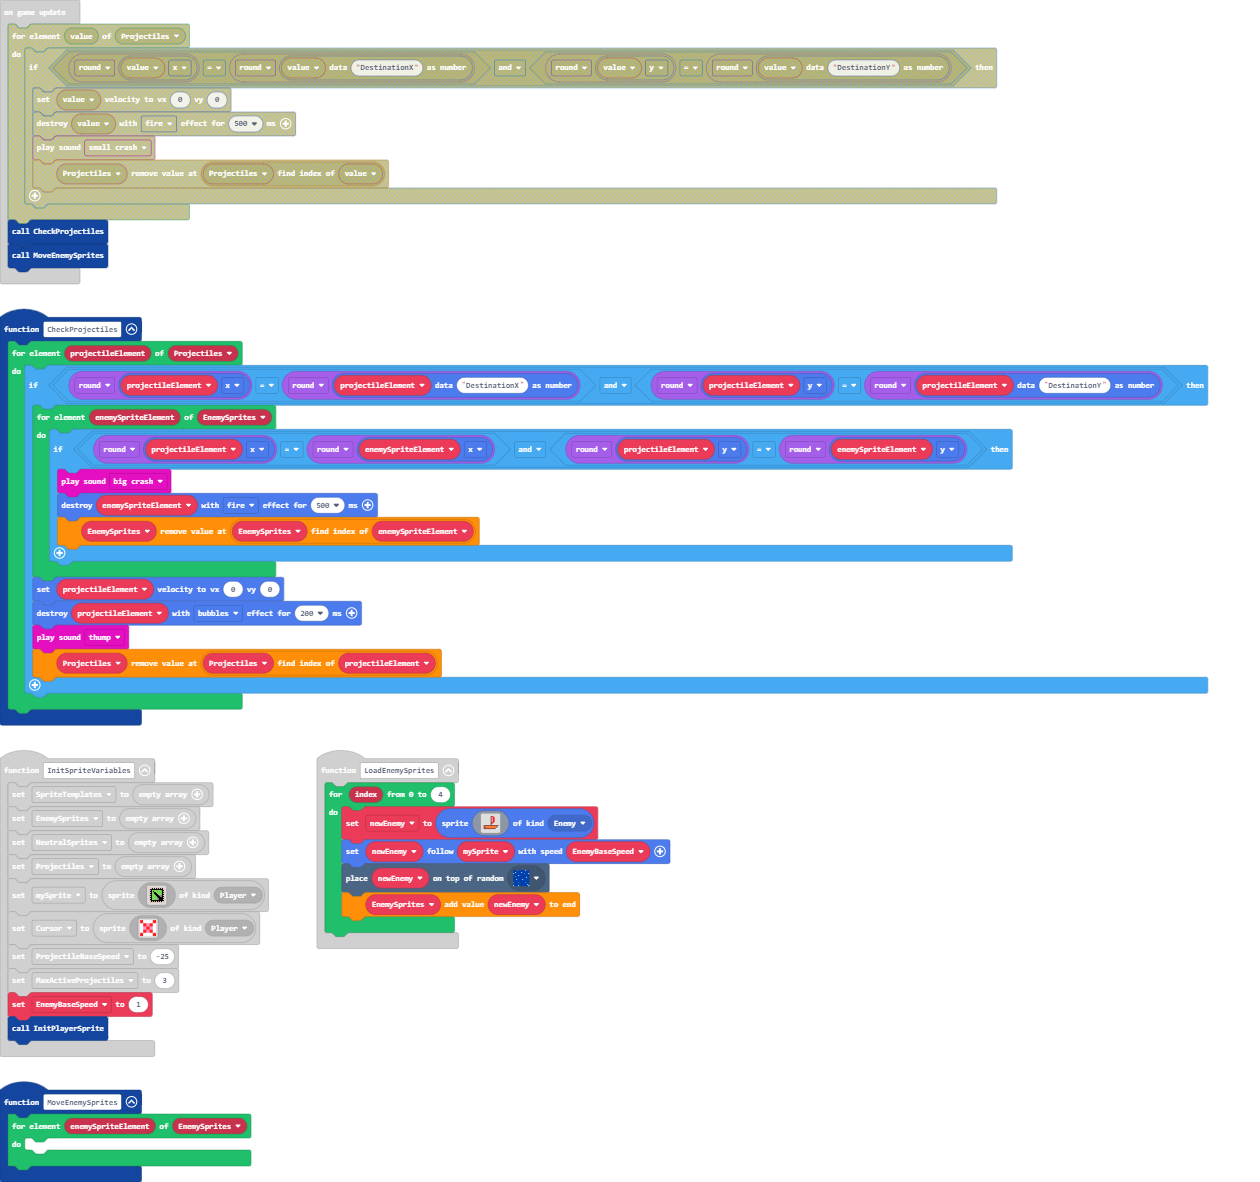 on game update
for element value of Projectiles
do
if round value x = round value data "DestinationX" as number and round value y = round value data "DestinationY" as number then
set value velocity to vx 0 vy 0
destroy value with fire effect for 500 ms
play sound small crash
Projectiles remove value at Projectiles find index of value
call CheckProjectiles
call MoveEnemySprites
function CheckProjectiles
for element projectileElement of Projectiles
do
if round projectileElement x = round projectileElement data "DestinationX" as number and round projectileElement y = round projectileElement data "DestinationY" as number then
for element enemySpriteElement of EnemySprites
do
if round projectileElement x = round enemySpriteElement x and round projectileElement y = round enemySpriteElement y then
play sound big crash
destroy enemySpriteElement with fire effect for 500 ms
EnemySprites remove value at EnemySprites find index of enemySpriteElement
set projectileElement velocity to vx 0 vy 0
destroy projectileElement with bubbles effect for 200 ms
play sound thump
Projectiles remove value at Projectiles find index of projectileElement
function InitSpriteVariables
set SpriteTemplates to empty array
set EnemySprites to empty array
set NeutralSprites to empty array
set Projectiles to empty array
set mySprite to sprite of kind Player
set Cursor to sprite of kind Player
set ProjectileBaseSpeed to -25
set MaxActiveProjectiles to 3
set EnemyBaseSpeed to 1
call InitPlayerSprite
function LoadEnemySprites
for index from 0 to 4
do
set newEnemy to sprite of kind Enemy
set newEnemy follow mySprite with speed EnemyBaseSpeed
place newEnemy on top of random
EnemySprites add value newEnemy to end
function MoveEnemySprites
for element enemySpriteElement of EnemySprites
do